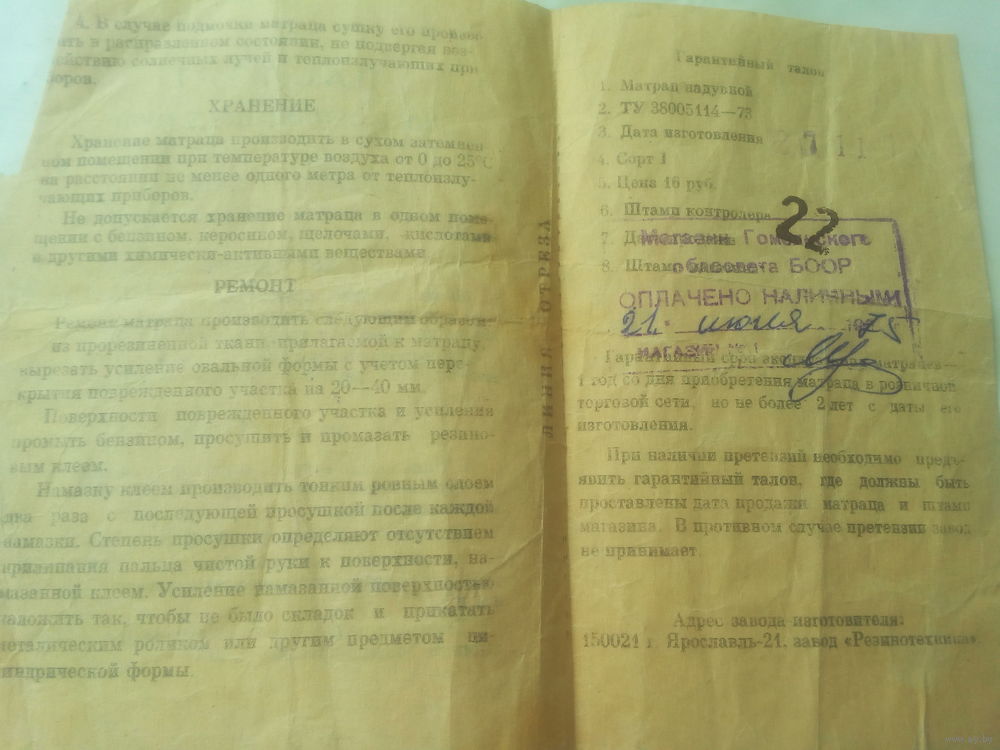 4. В случае подмочки матраца сушку его произво-
дить в расправленном состоянии, не подвергая воз-
действию солнечных лучей и теплоизлучающих при-
боров.
ХРАНЕНИЕ
Хранение матраца производить в сухом затемнен-
ном помещении при температуре воздуха от 0 до 25°С
на расстоянии не менее одного метра от теплоизлу-
чающих приборов.
Не допускается хранение матраца в одном поме-
щении с бензином, керосином, щелочами, кислотами
и другими химически-активными веществами.
РЕМОНТ
Ремонт матраца производить следующим образом:
из прорезиненной ткани прилагаемой к матрацу
вырезать усиление овальной формы с учетом пере-
крытия поврежденного участка на 20—40 мм.
Поверхности поврежденного участка и усиления
промыть бензином, просушить и промазать резино-
вым клеем.
Намазку клеем производить тонким ровным слоем
два раза с последующей просушкой после каждой
намазки. Степень просушки определяют отсутствием
прилипания пальца чистой руки к поверхности, на-
мазанной клеем. Усиление намазанной поверхностью
наложить так, чтобы не было складок и прикатать
металическим роликом или другим предметом ци-
линдрической формы.
ЛИНИЯ ОТРЕЗА
Гарантийный талон
1. Матрац надувной
2. ТУ 38005114—73
3. Дата изготовления
4. Сорт 1
5. Цена 16 руб.
6. Штамп контролера 22
7.
8. Штамп
Магазин Гомельского
облсовета БООР
ОПЛАЧЕНО НАЛИЧНЫМИ
21 июля 1975
МАГАЗИН
Гарантийный срок матрацев—
1 год со дня приобретения матраца в розничной
торговой сети, но не более 2 лет с даты его
изготовления.
При наличии претензий необходимо предъ-
явить гарантийный талон, где должны быть
проставлены дата продажи матраца и штамп
магазина. В противном случае претензии завод
не принимает.
Адрес завода изготовителя:
150021 г. Ярославль-21, завод «Резинотехника».
www.ay.by